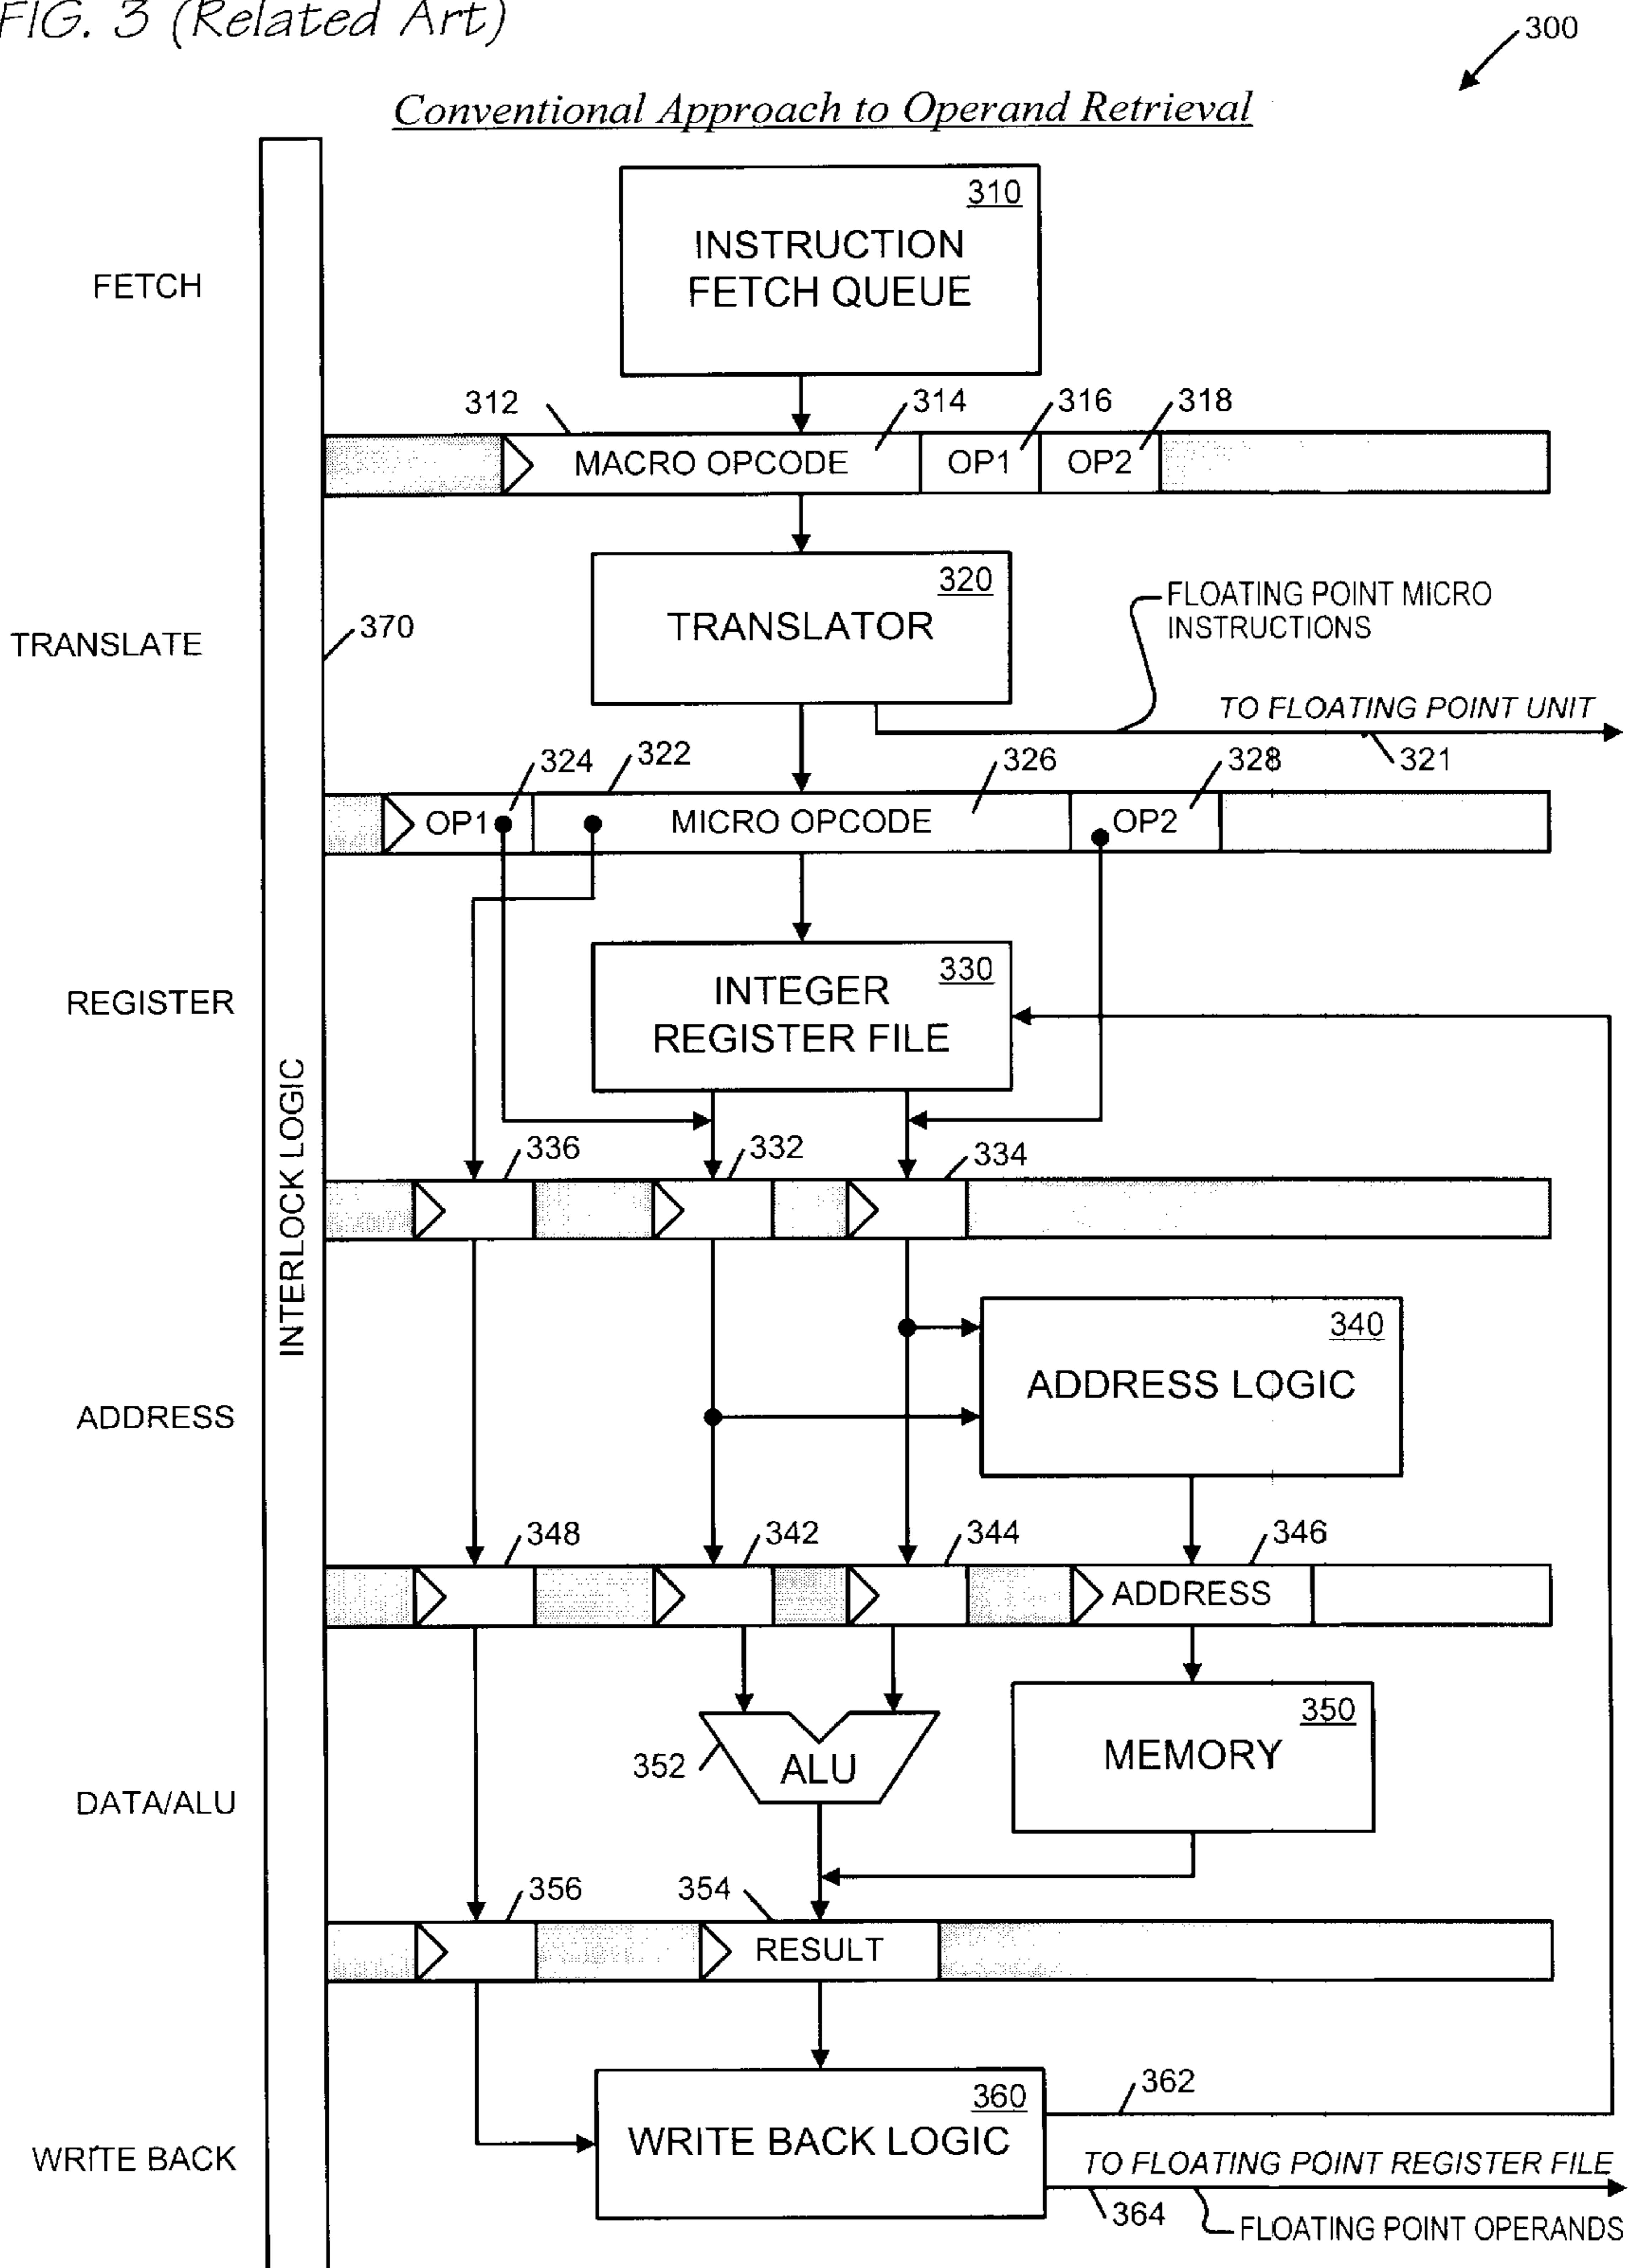 FIG. 3 (Related Art)
300
Conventional Approach to Operand Retrieval
310
INSTRUCTION
FETCH QUEUE
FETCH
312
314
316
318
MACRO OPCODE
OP1
OP2
320
TRANSLATOR
FLOATING POINT MICRO
INSTRUCTIONS
370
TRANSLATE
TO FLOATING POINT UNIT
321
324
322
326
328
OP1
MICRO OPCODE
OP2
330
INTEGER
REGISTER FILE
REGISTER
INTERLOCK LOGIC
336
332
334
340
ADDRESS LOGIC
ADDRESS
348
342
344
346
ADDRESS
350
MEMORY
352
ALU
DATA/ALU
356
354
RESULT
360
WRITE BACK LOGIC
362
WRITE BACK
TO FLOATING POINT REGISTER FILE
364
FLOATING POINT OPERANDS